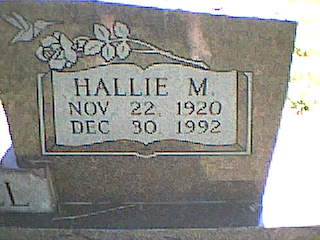 HALLIE M.
NOV 22, 1920
DEC 30, 1992